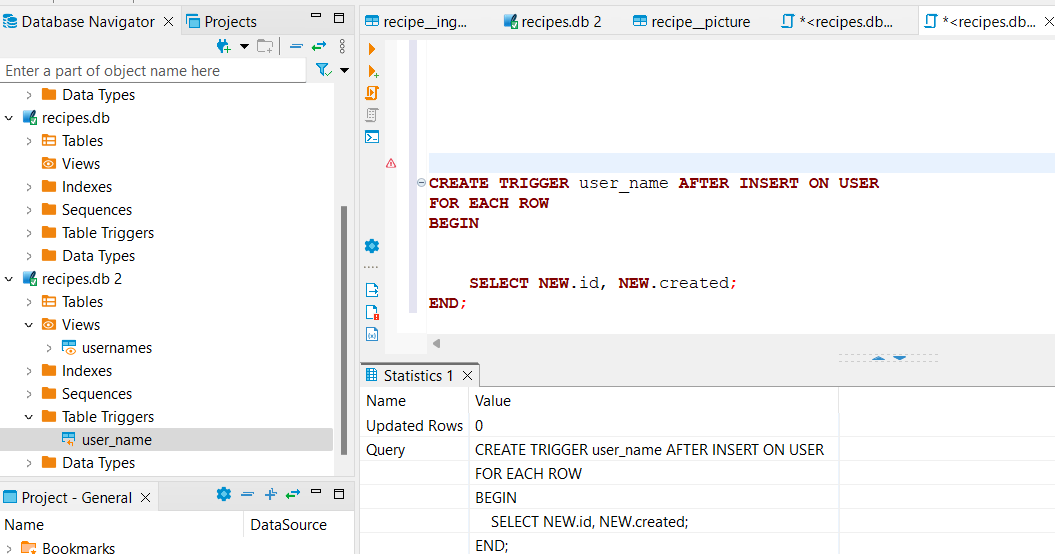 Database Navigator
Projects
recipe__ing...
recipes.db 2
recipe__picture
*<recipes.db...
*<recipes.db...
Enter a part of object name here
Data Types
recipes.db
Tables
Views
Indexes
Sequences
Table Triggers
Data Types
recipes.db 2
Tables
Views
usernames
Indexes
Sequences
Table Triggers
user_name
Data Types
Project - General
Name DataSource
Bookmarks
CREATE TRIGGER user_name AFTER INSERT ON USER
FOR EACH ROW
BEGIN
SELECT NEW.id, NEW.created;
END;
Statistics 1
Name Value
Updated Rows 0
Query CREATE TRIGGER user_name AFTER INSERT ON USER
FOR EACH ROW
BEGIN
SELECT NEW.id, NEW.created;
END;